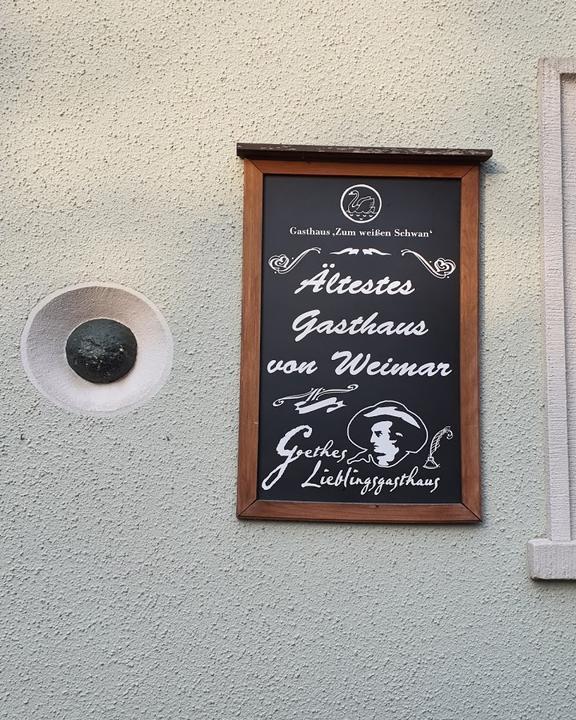 Gasthaus ‚Zum weißen Schwan‘
Ältestes
Gasthaus
von Weimar
Goethes
Lieblingsgasthaus